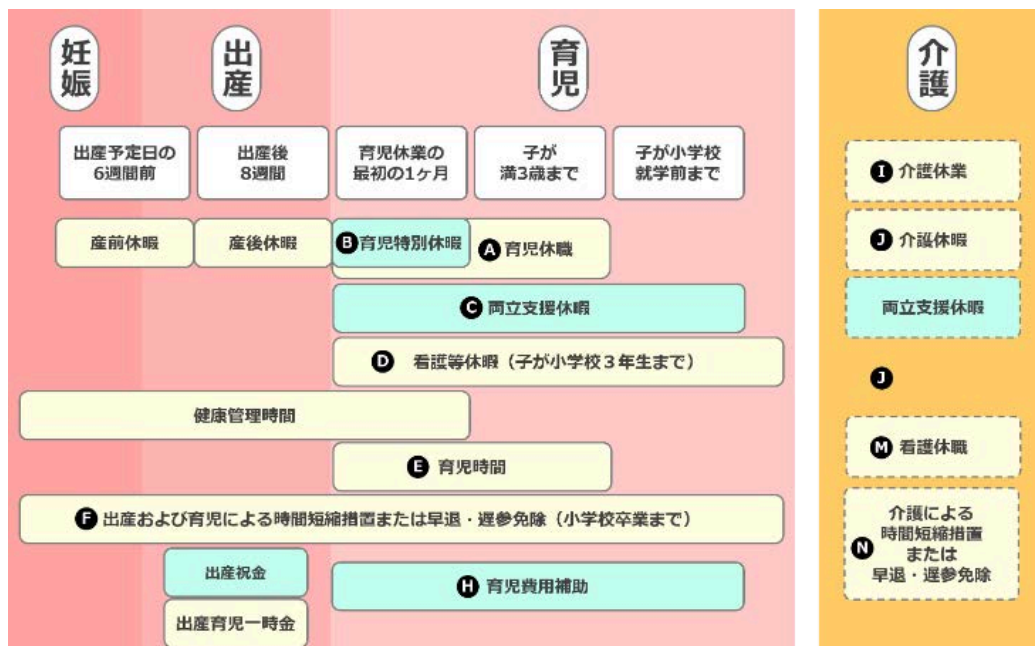 妊娠
出産
育児
介護
出産予定日の
6週間前
出産後
8週間
育児休業の
最初の1ヶ月
子が
満3歳まで
子が小学校
就学前まで
産前休暇
産後休暇
B 育児特別休暇
A 育児休職
C 両立支援休暇
D 看護等休暇（子が小学校３年生まで）
健康管理時間
E 育児時間
F 出産および育児による時間短縮措置または早退・遅参免除（小学校卒業まで）
出産祝金
H 育児費用補助
出産育児一時金
I 介護休業
J 介護休暇
両立支援休暇
J
M 看護休職
N 介護による
時間短縮措置
または
早退・遅参免除